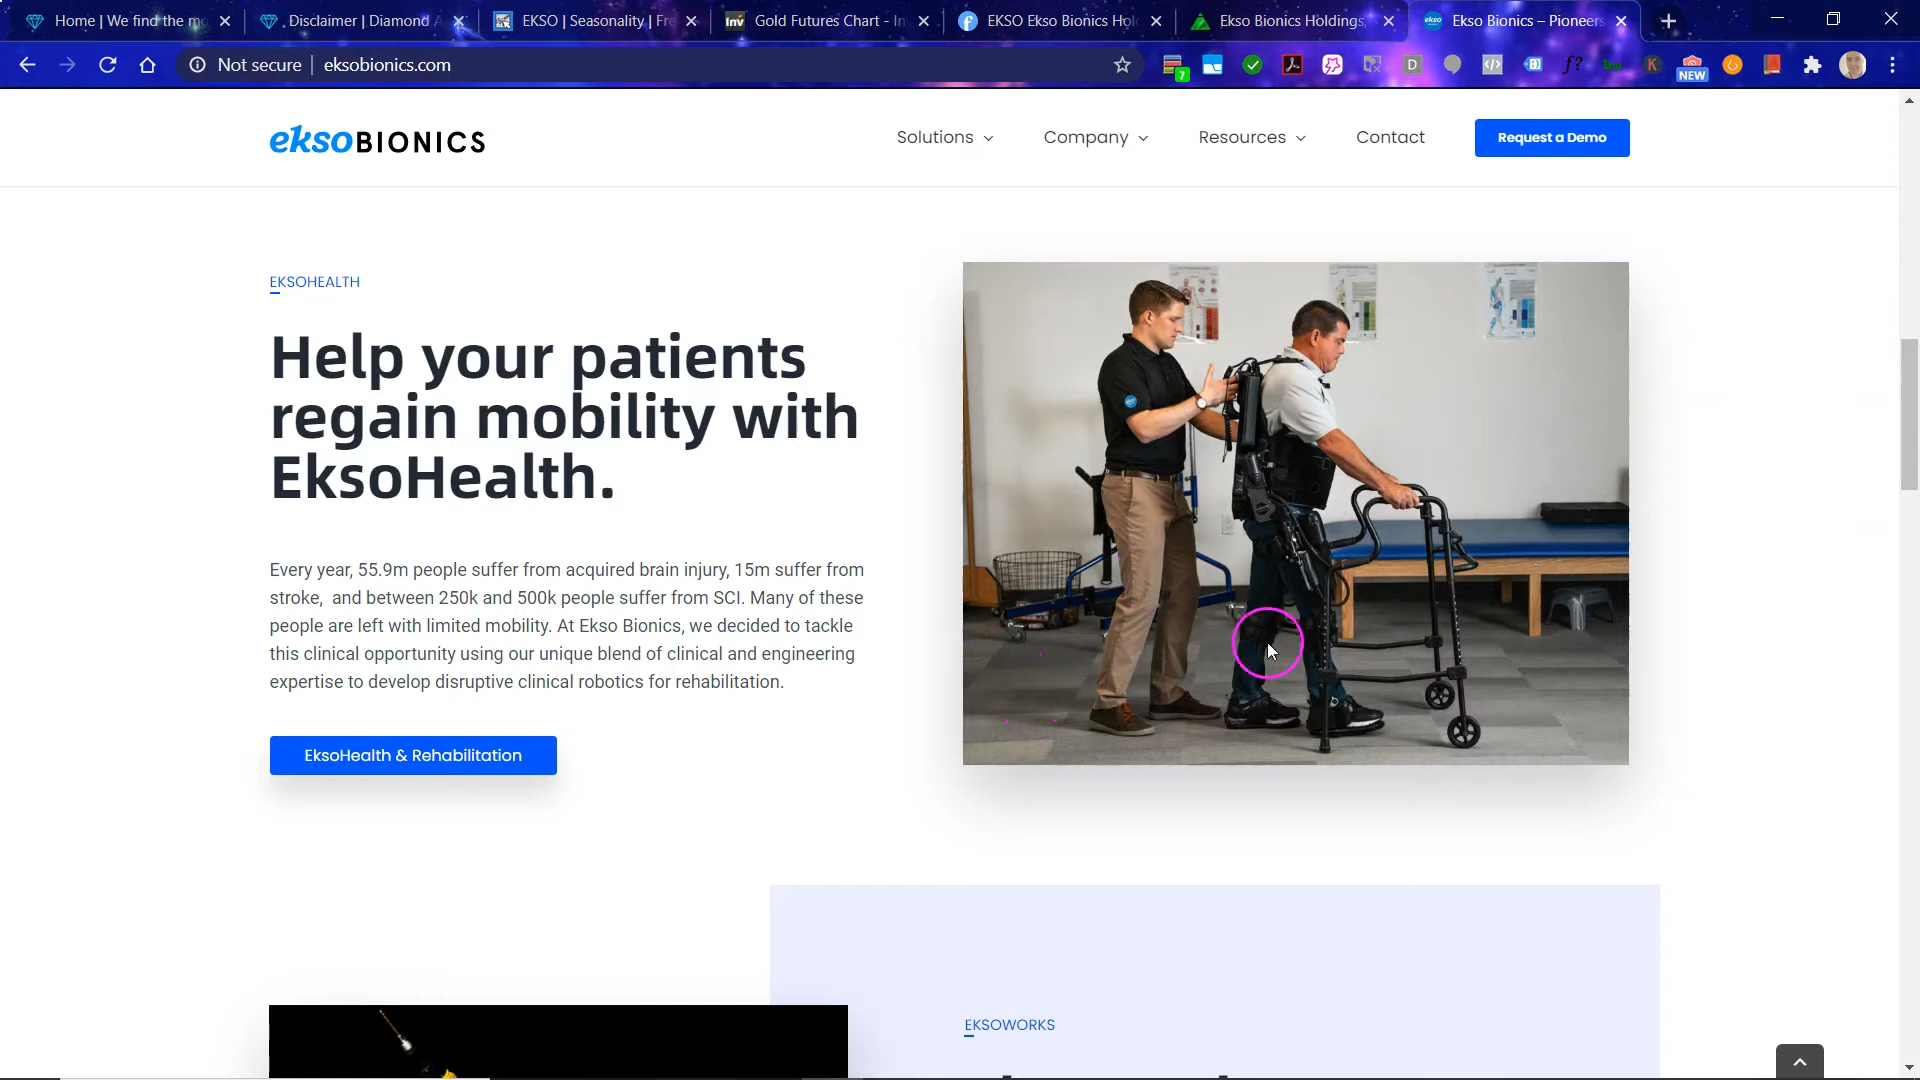 Home | We find the mo
Disclaimer | Diamond A
EKSO | Seasonality | Fre
Gold Futures Chart - In
EKSO Ekso Bionics Hol
Ekso Bionics Holdings,
Ekso Bionics – Pioneers
Not secure
eksobionics.com
7
NEW
eksoBIONICS
Solutions
Company
Resources
Contact
Request a Demo
EKSOHEALTH
Help your patients
regain mobility with
EksoHealth.
Every year, 55.9m people suffer from acquired brain injury, 15m suffer from
stroke,  and between 250k and 500k people suffer from SCI. Many of these
people are left with limited mobility. At Ekso Bionics, we decided to tackle
this clinical opportunity using our unique blend of clinical and engineering
expertise to develop disruptive clinical robotics for rehabilitation.
EksoHealth & Rehabilitation
EKSOWORKS